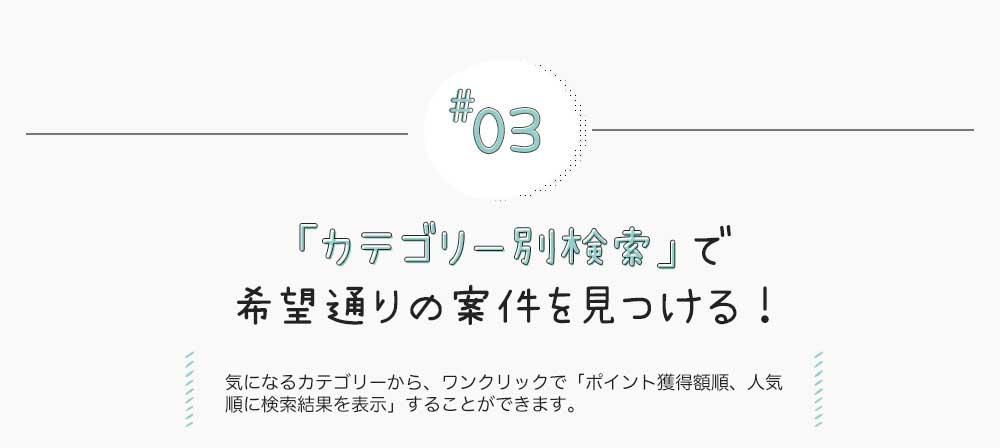 #03
「カテゴリー別検索」で
希望通りの案件を見つける！
気になるカテゴリーから、ワンクリックで「ポイント獲得額順、人気
順に検索結果を表示」することができます。